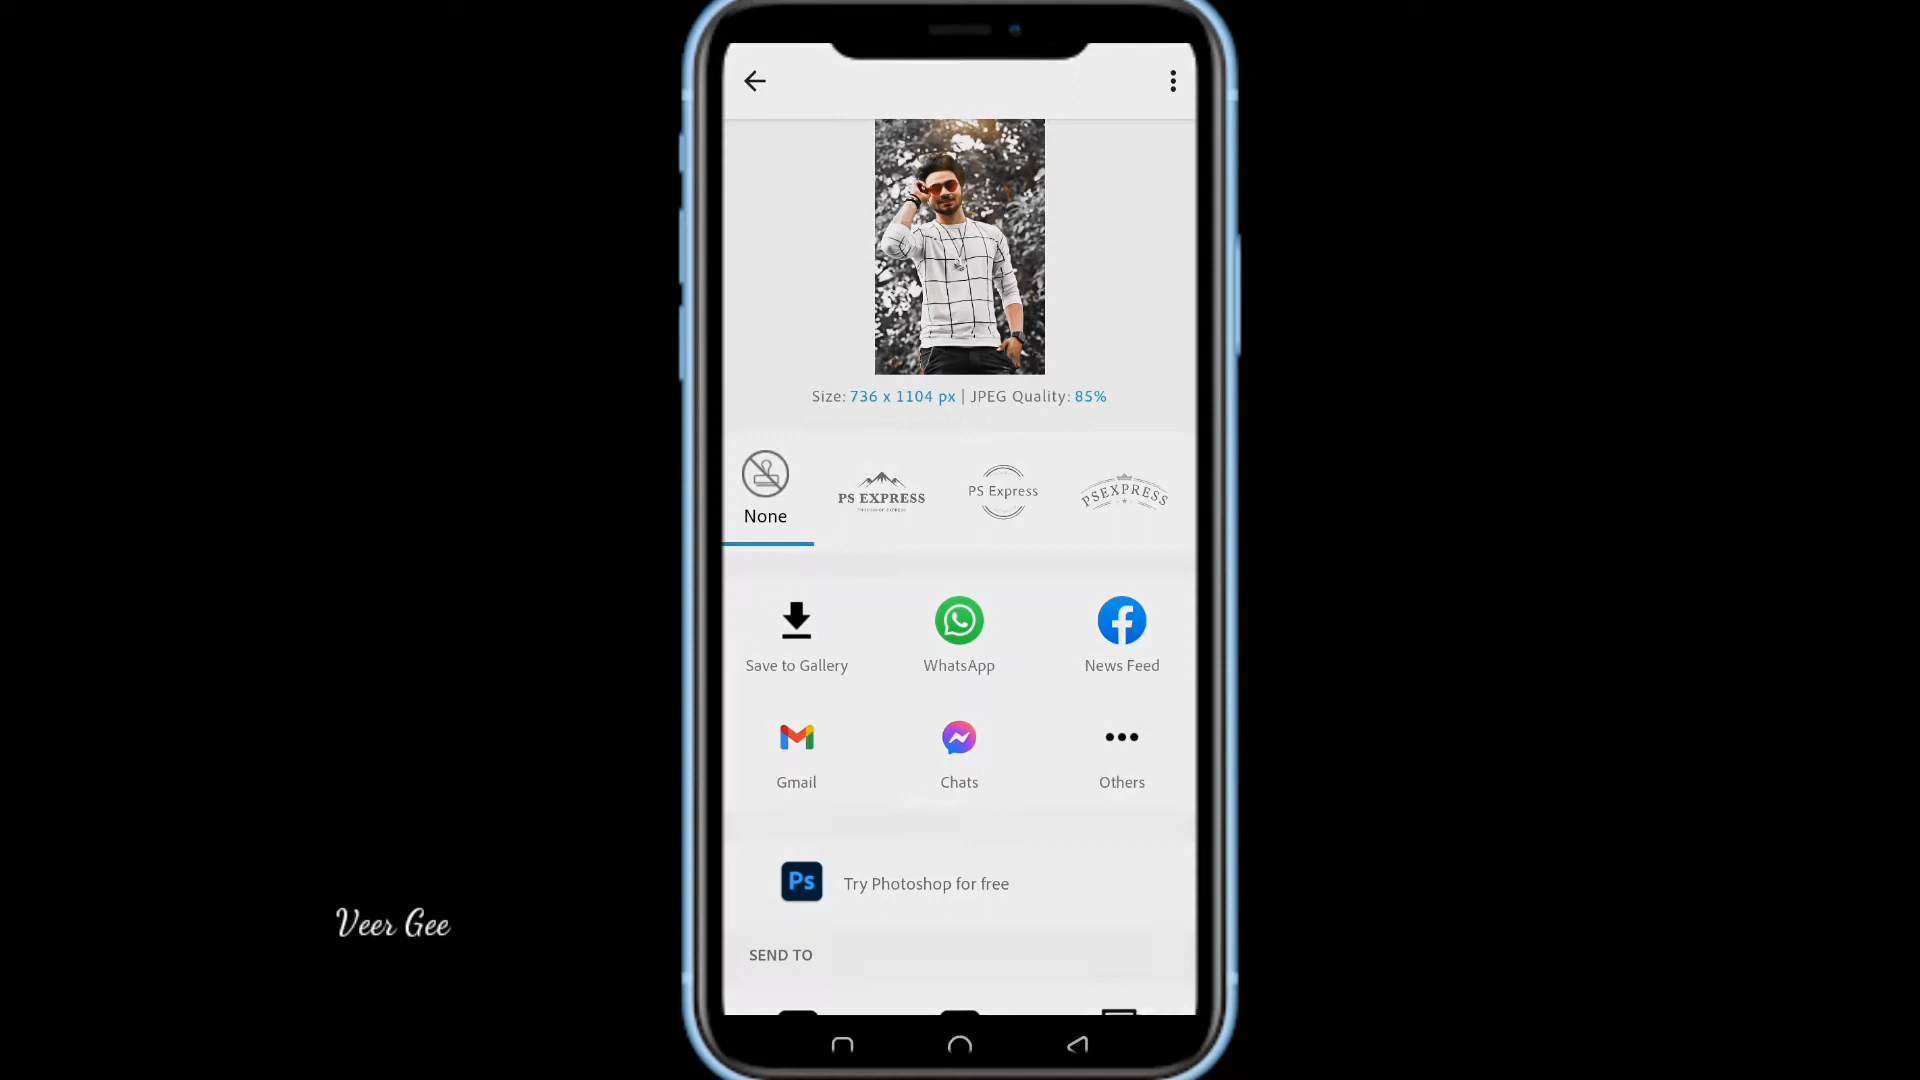 Size: 736 x 1104 px | JPEG Quality: 85%
None
PS EXPRESS
PS Express
PSEXPRESS
Save to Gallery
WhatsApp
News Feed
Gmail
Chats
Others
Ps
Try Photoshop for free
SEND TO
Veer Gee